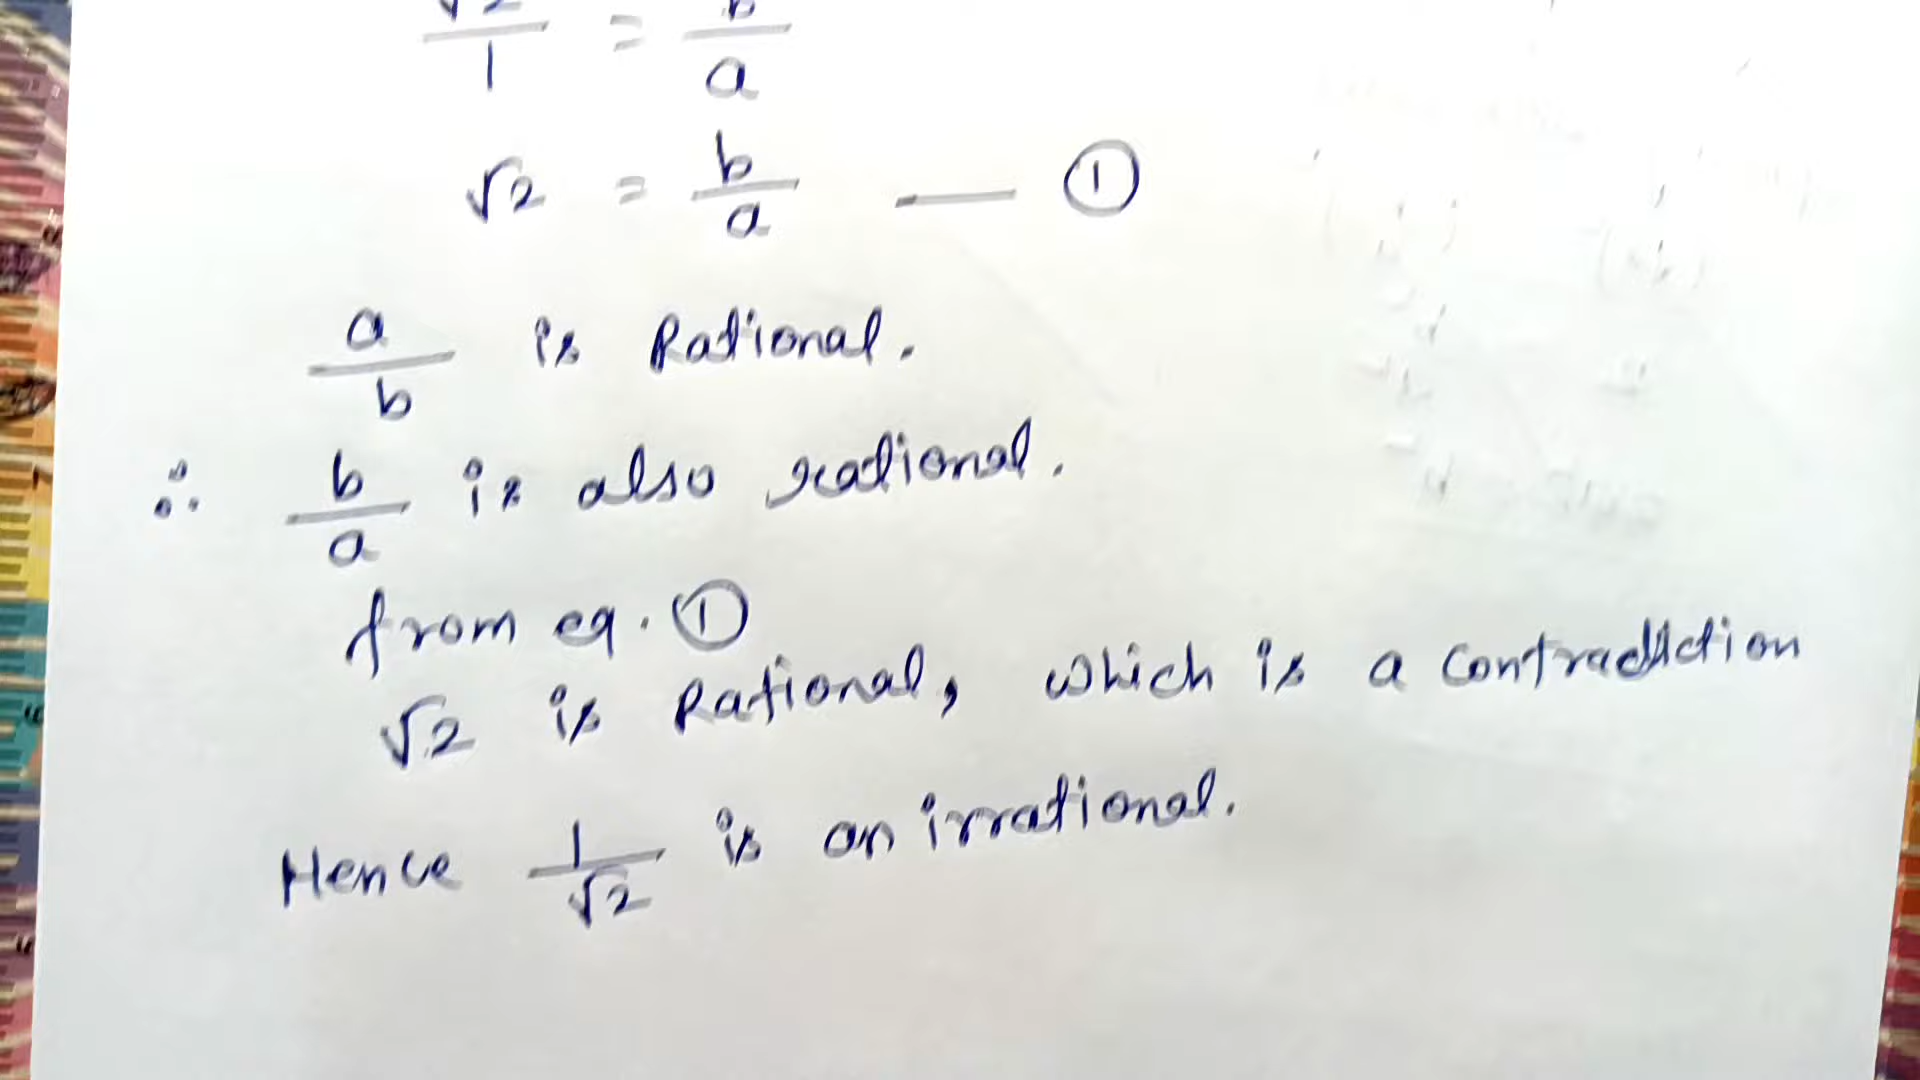 √2/1 = b/a
√2 = b/a — ①
a/b is Rational.
∴ b/a is also rational.
from eq. ①
√2 is Rational, which is a contradiction
Hence 1/√2 is an irrational.